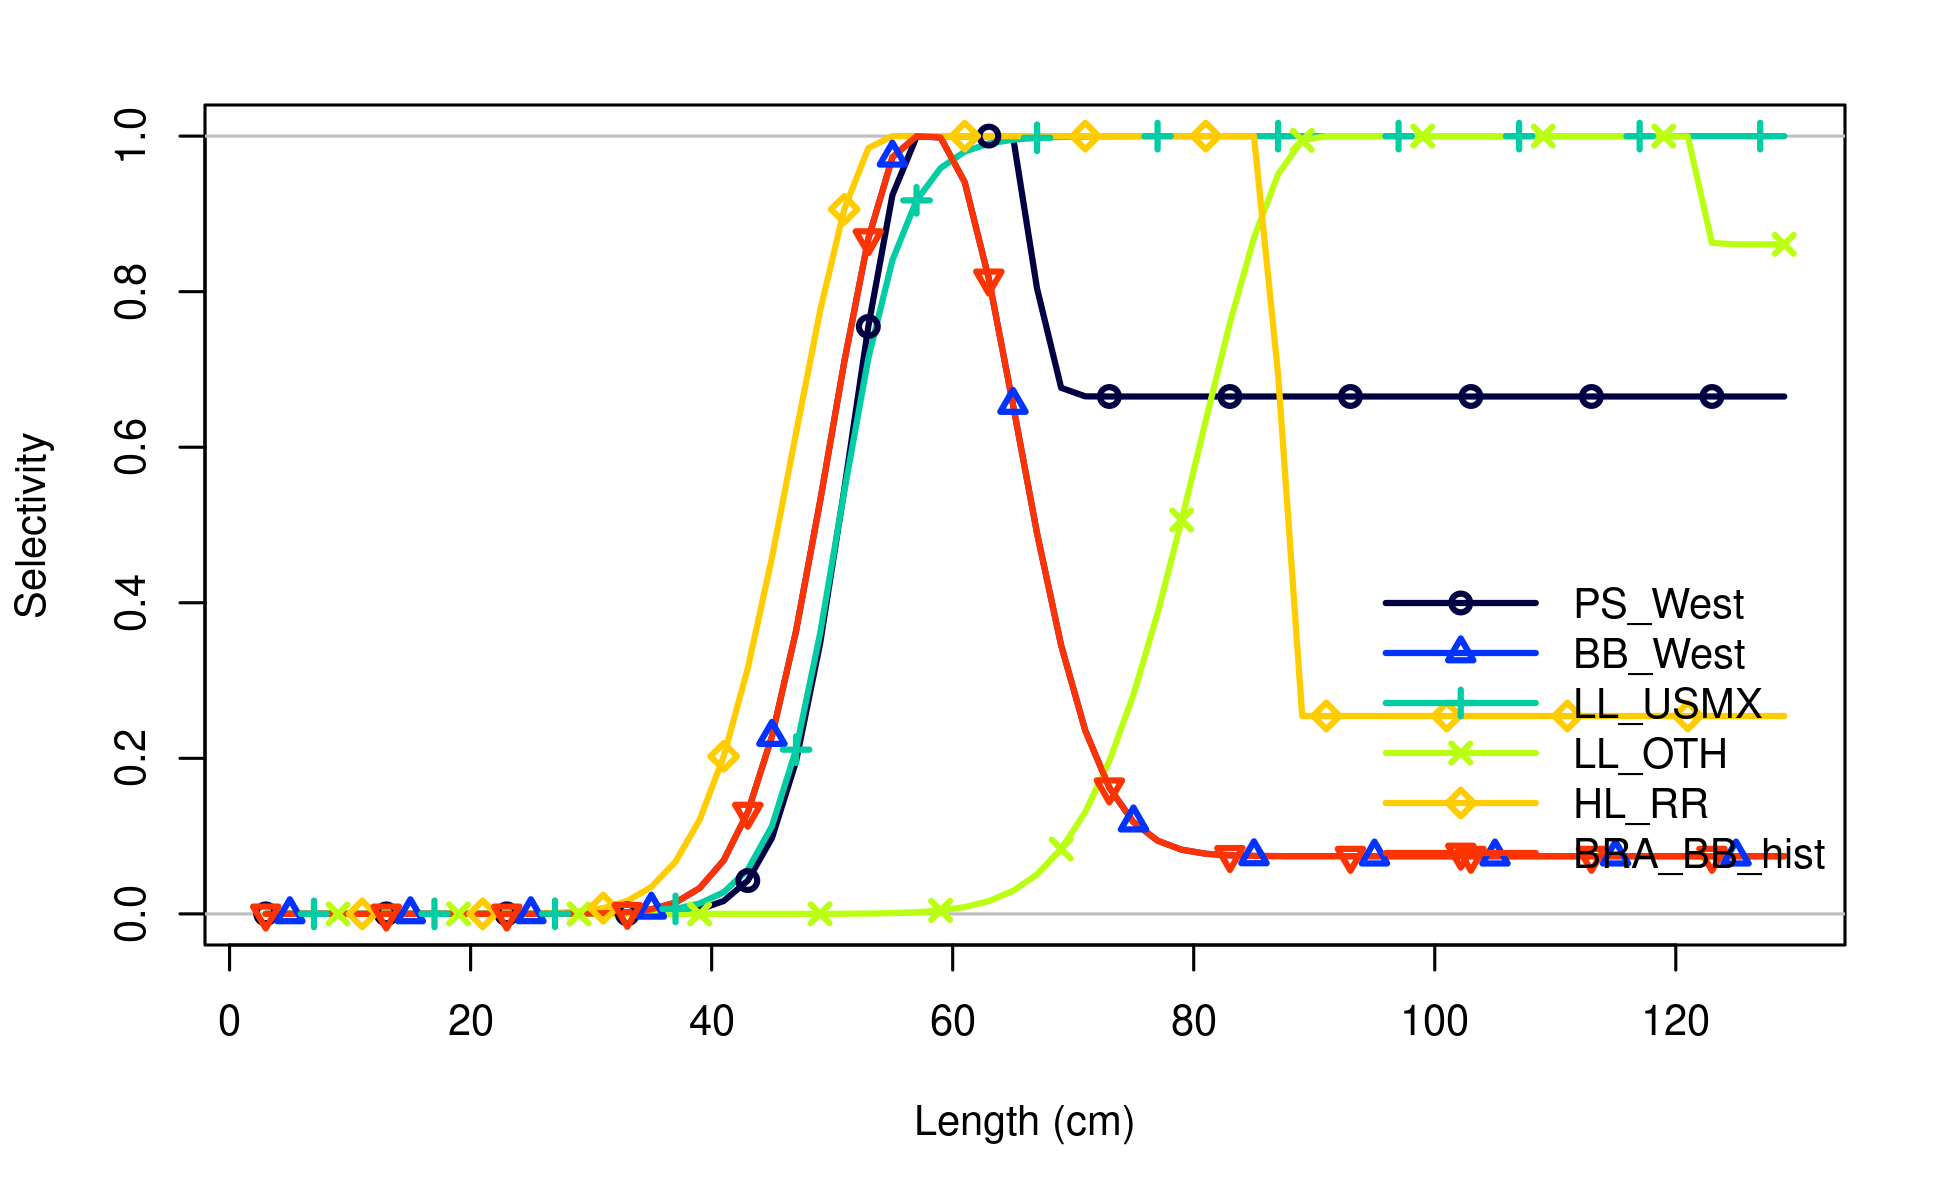 Selectivity
1.0
0.8
0.6
0.4
0.2
0.0
PS_West
BB_West
LL_USMX
LL_OTH
HL_RR
BRA_BB_hist
0 20 40 60 80 100 120
Length (cm)